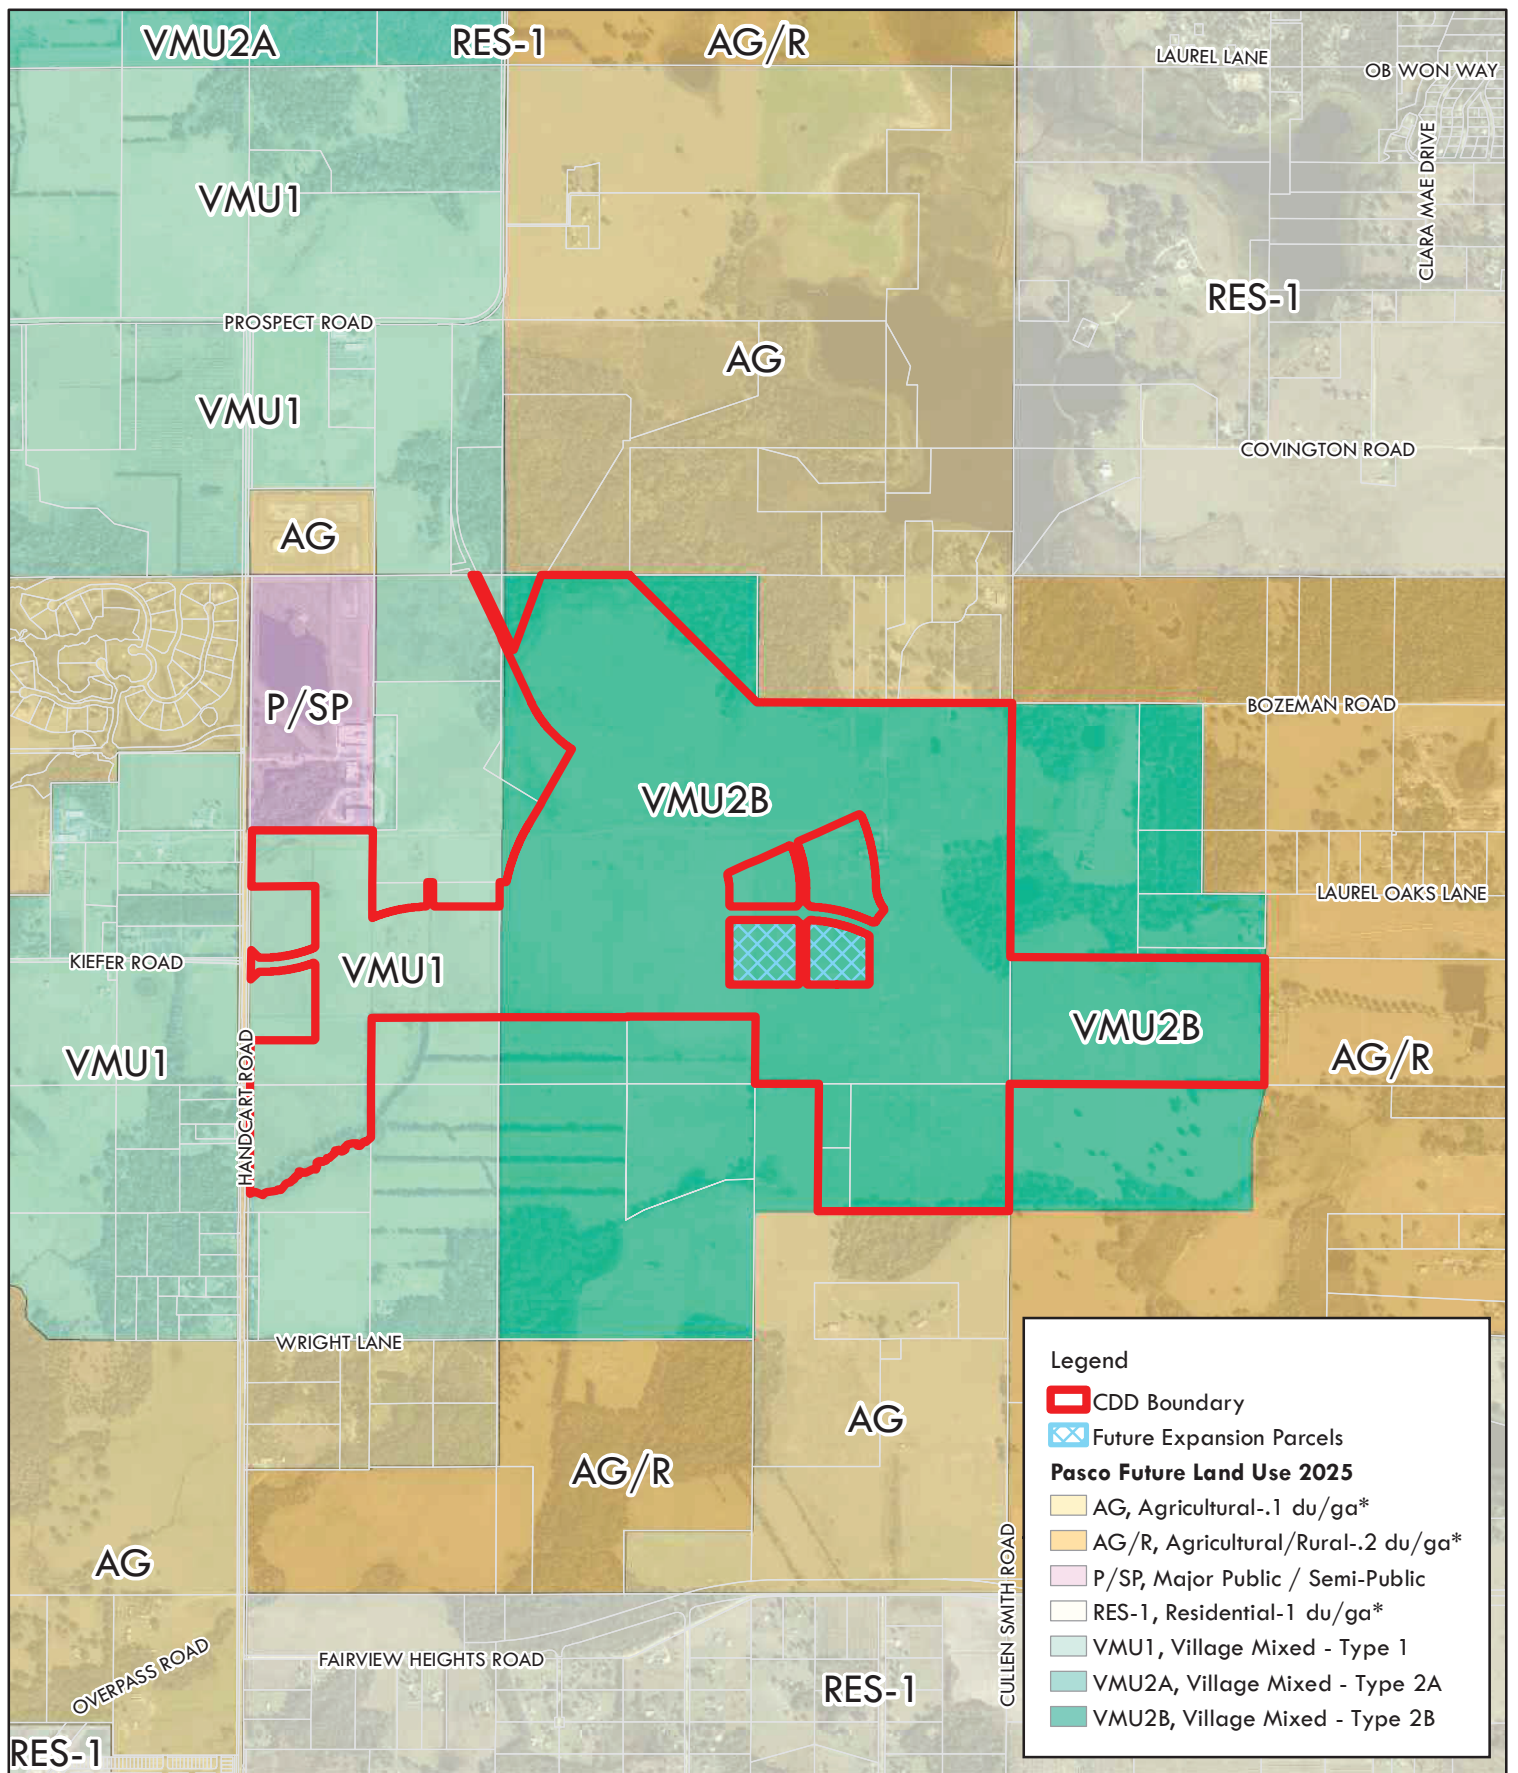 VMU2A
RES-1
AG/R
LAUREL LANE
OB WON WAY
CLARA MAE DRIVE
VMU1
RES-1
PROSPECT ROAD
AG
VMU1
COVINGTON ROAD
AG
P/SP
BOZEMAN ROAD
VMU2B
LAUREL OAKS LANE
KIEFER ROAD
VMU1
VMU2B
VMU1
AG/R
HANDCART ROAD
WRIGHT LANE
AG
AG/R
AG
CULLEN SMITH ROAD
OVERPASS ROAD
FAIRVIEW HEIGHTS ROAD
RES-1
RES-1
Legend
CDD Boundary
Future Expansion Parcels
Pasco Future Land Use 2025
AG, Agricultural-.1 du/ga*
AG/R, Agricultural/Rural-.2 du/ga*
P/SP, Major Public / Semi-Public
RES-1, Residential-1 du/ga*
VMU1, Village Mixed - Type 1
VMU2A, Village Mixed - Type 2A
VMU2B, Village Mixed - Type 2B